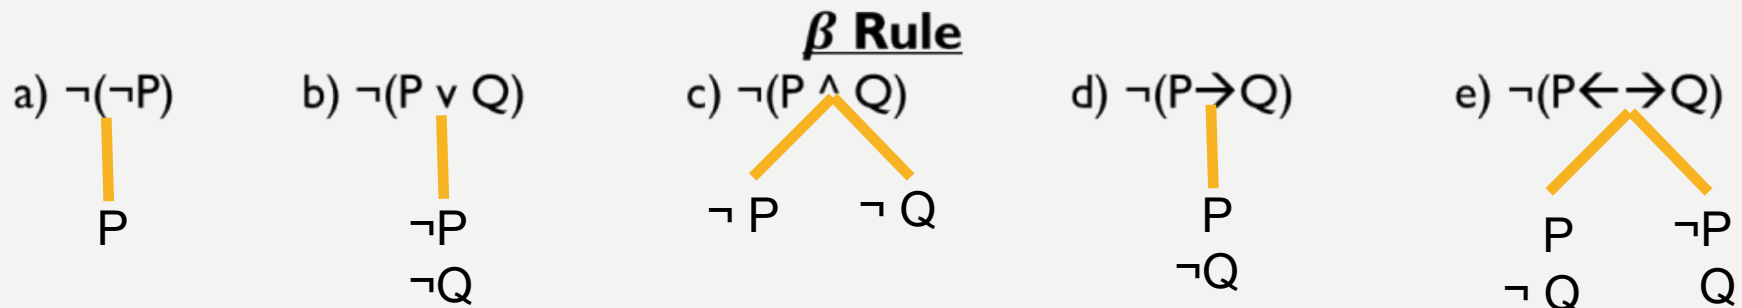 β Rule
a) ¬(¬P) b) ¬(P v Q) c) ¬(P ^ Q) d) ¬(P→Q) e) ¬(P←→Q)
P ¬P ¬ P ¬ Q P P ¬P
¬Q ¬Q ¬ Q Q